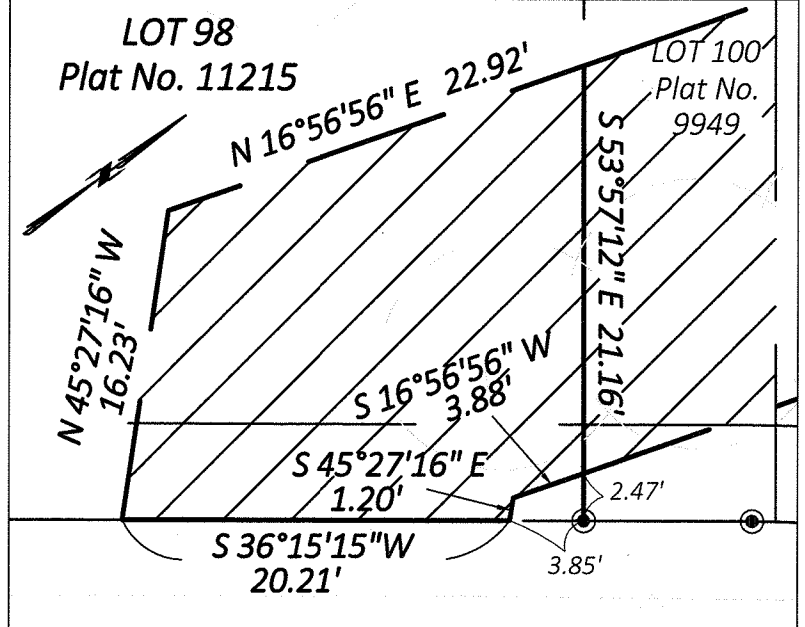 LOT 98
Plat No. 11215
N 16°56'56" E 22.92'
LOT 100
Plat No.
9949
S 53°57'12" E 21.16'
N 45°27'16" W
16.23'
S 16°56'56" W
3.88'
S 45°27'16" E
1.20'
2.47'
S 36°15'15"W
20.21'
3.85'